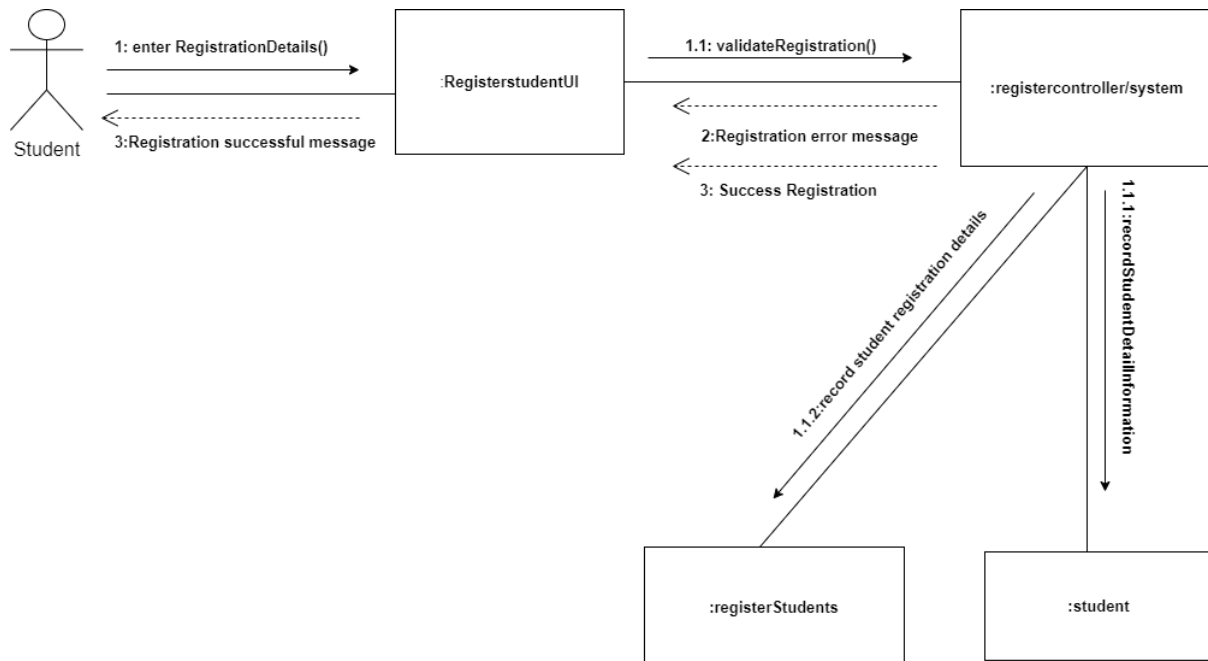 1: enter RegistrationDetails()
:RegisterstudentUI
1.1: validateRegistration()
:registercontroller/system
Student
3:Registration successful message
2:Registration error message
3: Success Registration
1.1.2:record student registration details
1.1.1:recordStudentDetailInformation
:registerStudents
:student